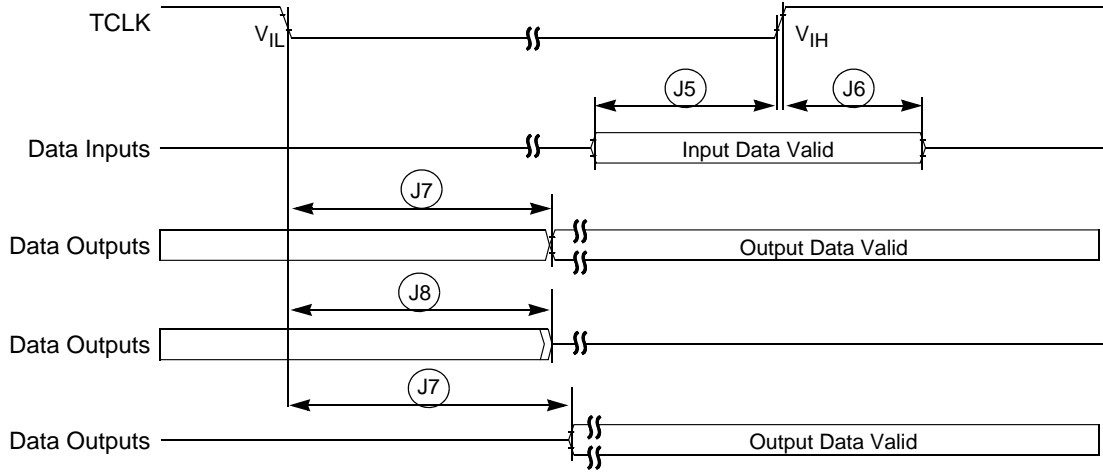 TCLK
VIL
VIH
J5
J6
Data Inputs
Input Data Valid
J7
Data Outputs
Output Data Valid
J8
Data Outputs
J7
Data Outputs
Output Data Valid